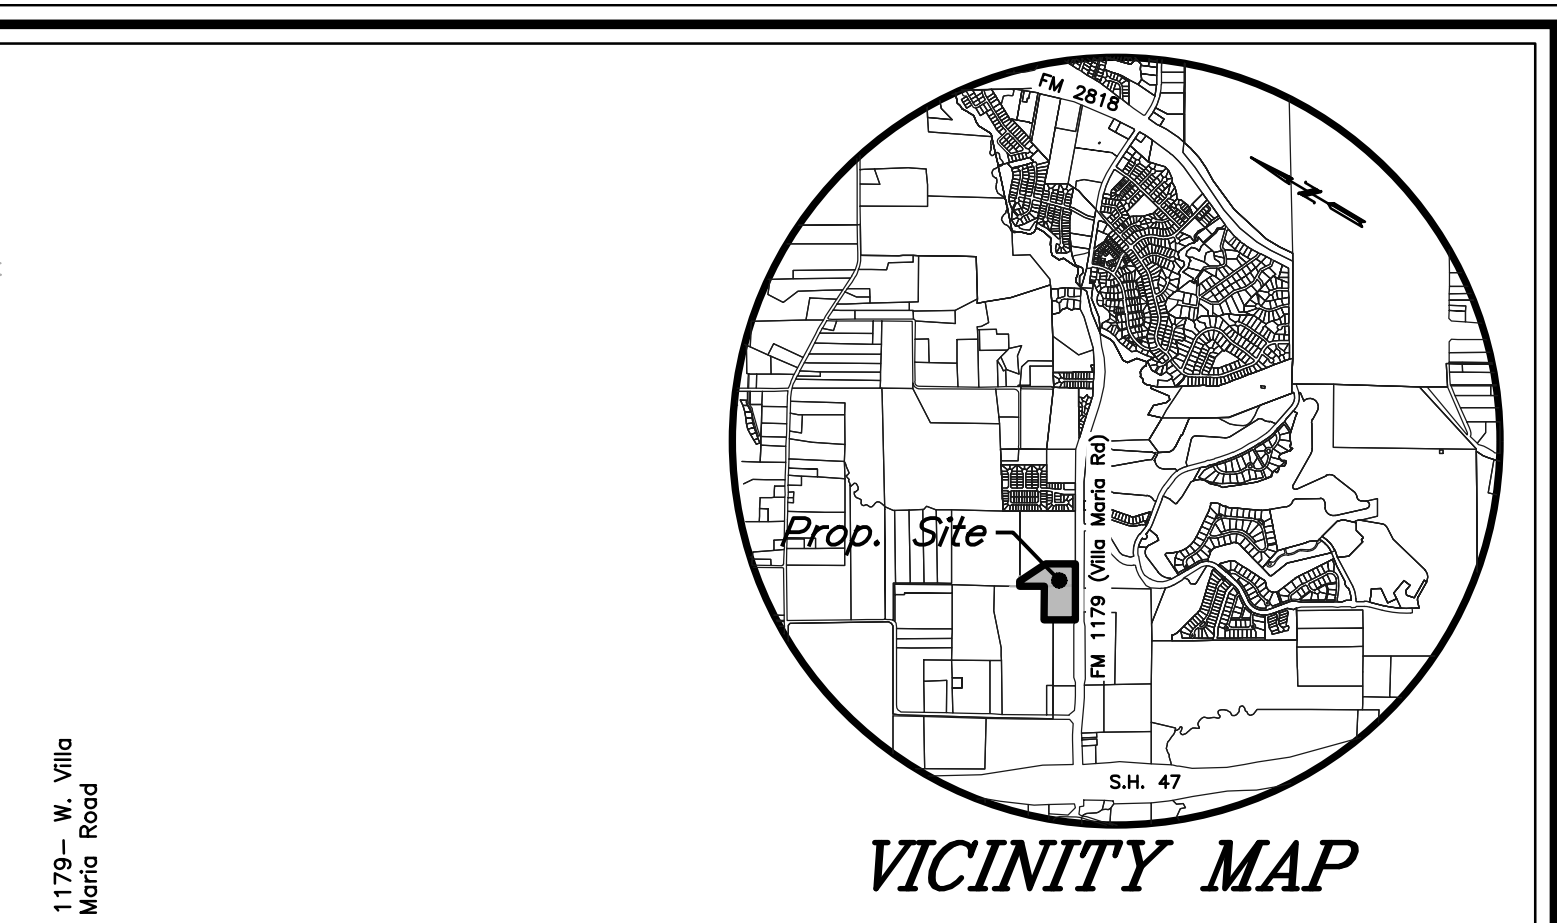 FM 2818
N
Prop. Site
FM 1179 (Villa Maria Rd)
S.H. 47
VICINITY MAP
1179- W. Villa
Maria Road